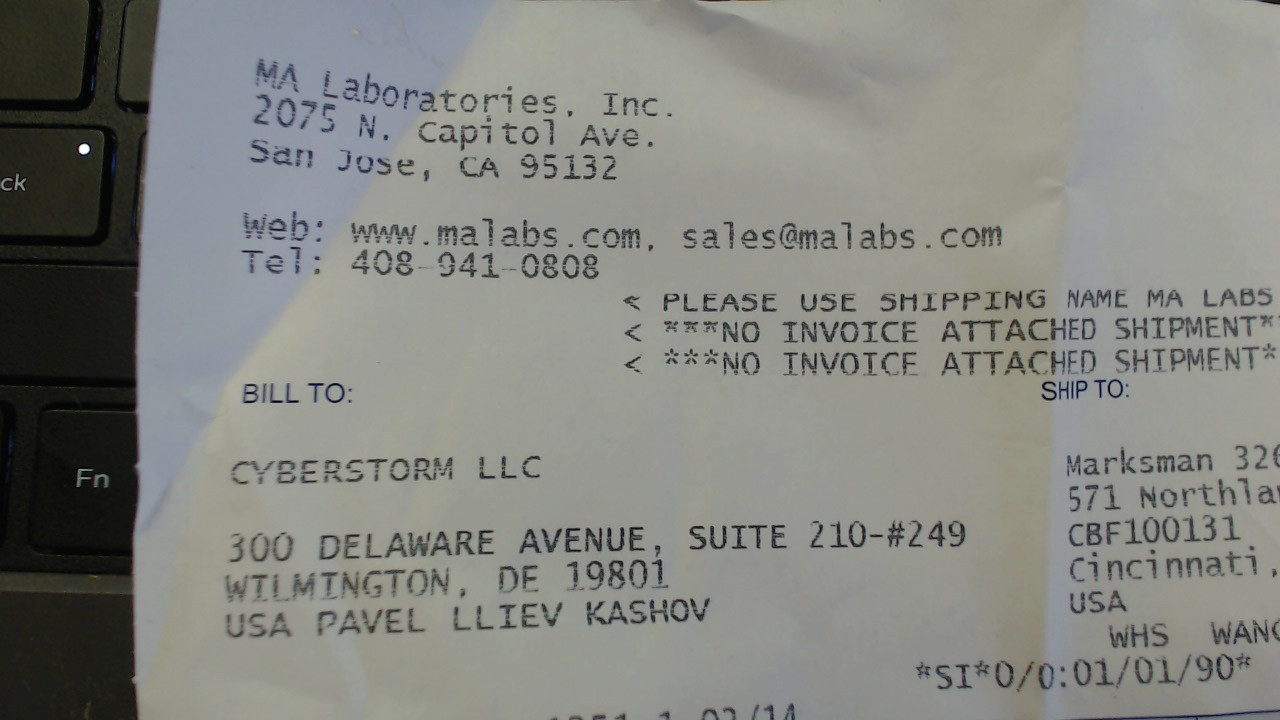 MA Laboratories, Inc.
2075 N. Capitol Ave.
San Jose, CA 95132
Web: www.malabs.com, sales@malabs.com
Tel: 408-941-0808
< PLEASE USE SHIPPING NAME MA LABS
< ***NO INVOICE ATTACHED SHIPMENT*
< ***NO INVOICE ATTACHED SHIPMENT*
BILL TO:
CYBERSTORM LLC
300 DELAWARE AVENUE, SUITE 210-#249
WILMINGTON, DE 19801
USA PAVEL LLIEV KASHOV
SHIP TO:
Marksman
571
CBF100131
Cincinnati,
USA
WHS
*SI*O/0:01/01/90*
ck
Fn